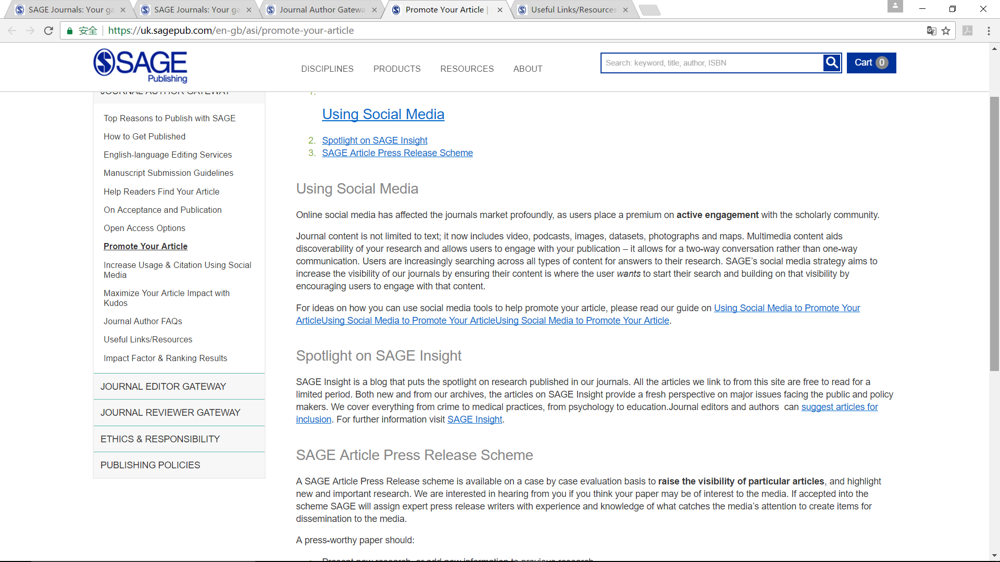 SAGE Journals: Your ga
SAGE Journals: Your ga
Journal Author Gatewa
Promote Your Article |
Useful Links/Resources
安全
https://uk.sagepub.com/en-gb/asi/promote-your-article
SAGE
Publishing
DISCIPLINES
PRODUCTS
RESOURCES
ABOUT
Search: keyword, title, author, ISBN
Cart 0
JOURNAL AUTHOR GATEWAY
Top Reasons to Publish with SAGE
How to Get Published
English-language Editing Services
Manuscript Submission Guidelines
Help Readers Find Your Article
On Acceptance and Publication
Open Access Options
Promote Your Article
Increase Usage & Citation Using Social
Media
Maximize Your Article Impact with
Kudos
Journal Author FAQs
Useful Links/Resources
Impact Factor & Ranking Results
JOURNAL EDITOR GATEWAY
JOURNAL REVIEWER GATEWAY
ETHICS & RESPONSIBILITY
PUBLISHING POLICIES
1.
Using Social Media
2. Spotlight on SAGE Insight
3. SAGE Article Press Release Scheme
Using Social Media
Online social media has affected the journals market profoundly, as users place a premium on active engagement with the scholarly community.
Journal content is not limited to text; it now includes video, podcasts, images, datasets, photographs and maps. Multimedia content aids
discoverability of your research and allows users to engage with your publication – it allows for a two-way conversation rather than one-way
communication. Users are increasingly searching across all types of content for answers to their research. SAGE’s social media strategy aims to
increase the visibility of our journals by ensuring their content is where the user wants to start their search and building on that visibility by
encouraging users to engage with that content.
For ideas on how you can use social media tools to help promote your article, please read our guide on Using Social Media to Promote Your
ArticleUsing Social Media to Promote Your ArticleUsing Social Media to Promote Your Article.
Spotlight on SAGE Insight
SAGE Insight is a blog that puts the spotlight on research published in our journals. All the articles we link to from this site are free to read for a
limited period. Both new and from our archives, the articles on SAGE Insight provide a fresh perspective on major issues facing the public and policy
makers. We cover everything from crime to medical practices, from psychology to education.Journal editors and authors  can suggest articles for
inclusion. For further information visit SAGE Insight.
SAGE Article Press Release Scheme
A SAGE Article Press Release scheme is available on a case by case evaluation basis to raise the visibility of particular articles, and highlight
new and important research. We are interested in hearing from you if you think your paper may be of interest to the media. If accepted into the
scheme SAGE will assign expert press release writers with experience and knowledge of what catches the media’s attention to create items for
dissemination to the media.
A press-worthy paper should:
Present new research, or add new information to previous research